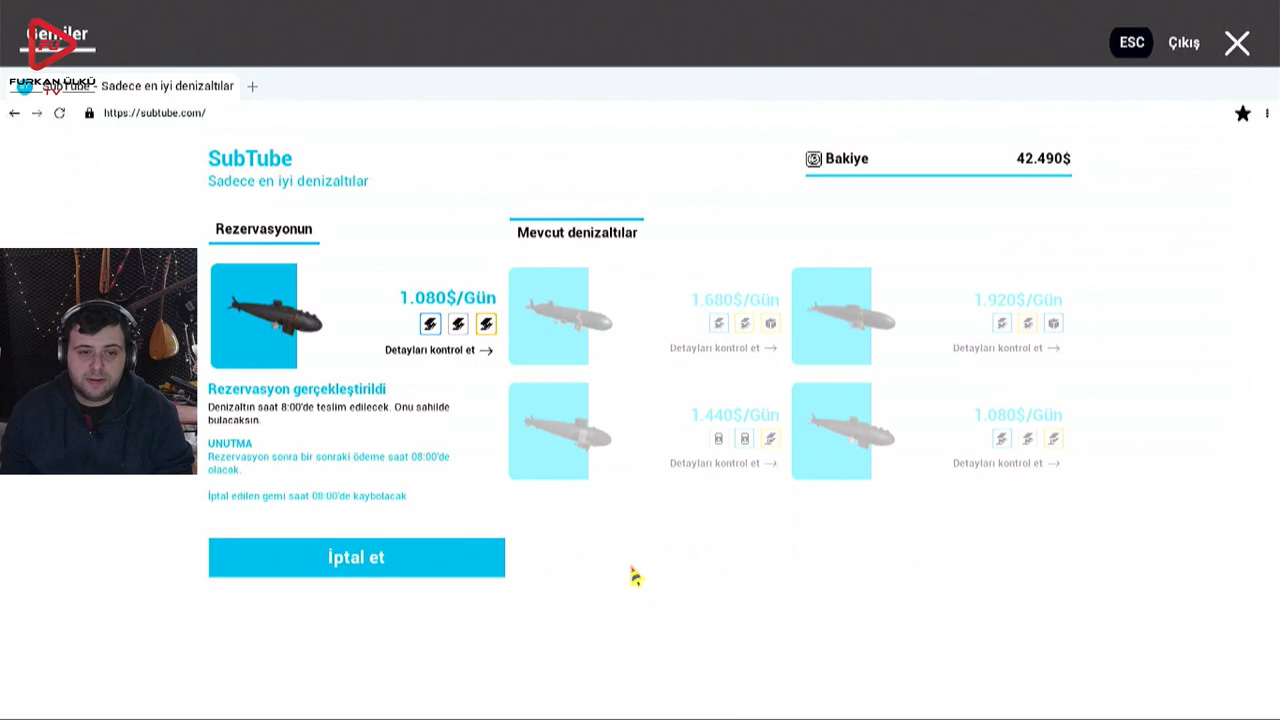 Gemiler
ESC Çıkış
FURKAN ÜLKÜ
TV
SubTube - Sadece en iyi denizaltılar
https://subtube.com/
SubTube
Sadece en iyi denizaltılar
Bakiye 42.490$
Rezervasyonun
Mevcut denizaltılar
1.080$/Gün
Detayları kontrol et
Rezervasyon gerçekleştirildi
Denizaltın saat 8:00'de teslim edilecek. Onu sahilde
bulacaksın.
UNUTMA
Rezervasyon sonra bir sonraki ödeme saat 08:00'de
olacak.
İptal edilen gemi saat 08:00'de kaybolacak
İptal et
1.680$/Gün
Detayları kontrol et
1.920$/Gün
Detayları kontrol et
1.440$/Gün
Detayları kontrol et
1.080$/Gün
Detayları kontrol et